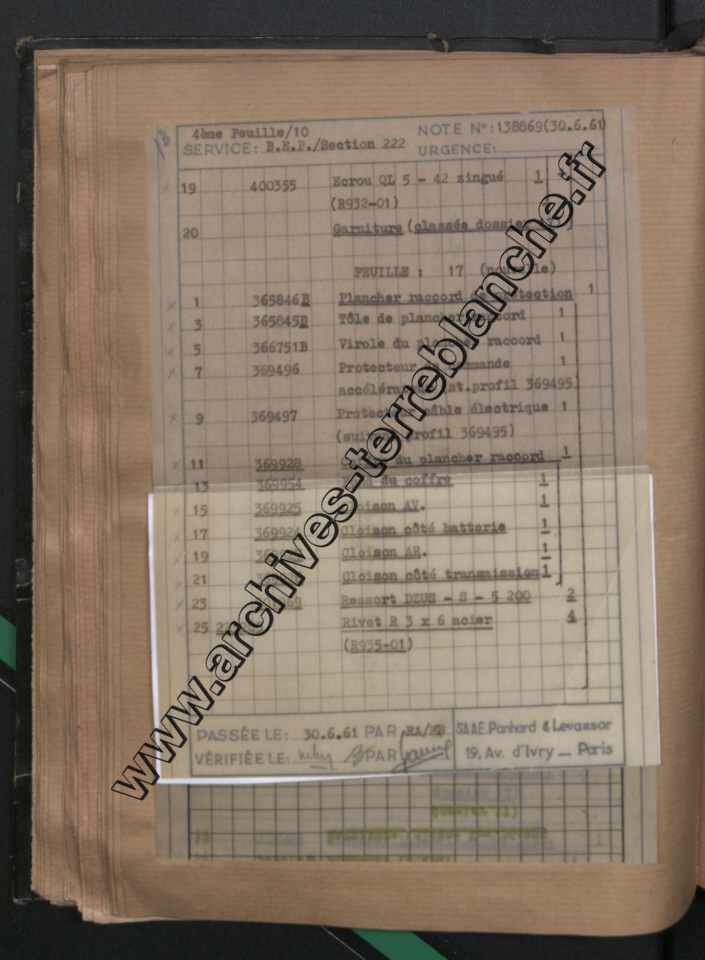 4ème Feuille/10 NOTE N°:138869(30.6.61)
SERVICE: B.E.P./Section 222 URGENCE:
19 400355 Ecrou QL 5 - 42 zingué 1
(R932-01)
20 Garniture (classée
FEUILLE : 17
1 365846B Plancher raccord de protection 1
3 365845B Tôle de plancher raccord 1
5 366751B Virole du plancher raccord 1
7 369496 Protecteur 1
profil 369495)
9 369497 Protecteur câble électrique 1
profil 369495)
11 369928 du plancher raccord 1
13 369954 du coffre 1
15 369925 Cloison AV. 1
17 Cloison côté batterie 1
19 Cloison AR. 1
21 Cloison côté transmission 1
23 Ressort DZUS - S - 5 200 2
25 Rivet R 3 x 6 acier 4
(R935-01)
PASSÉE LE: 30.6.61 PAR RA/ SAAE. Panhard & Levassor
VÉRIFIÉE LE: PAR 19, Av. d'Ivry _ Paris
www.archives-terreblanche.fr